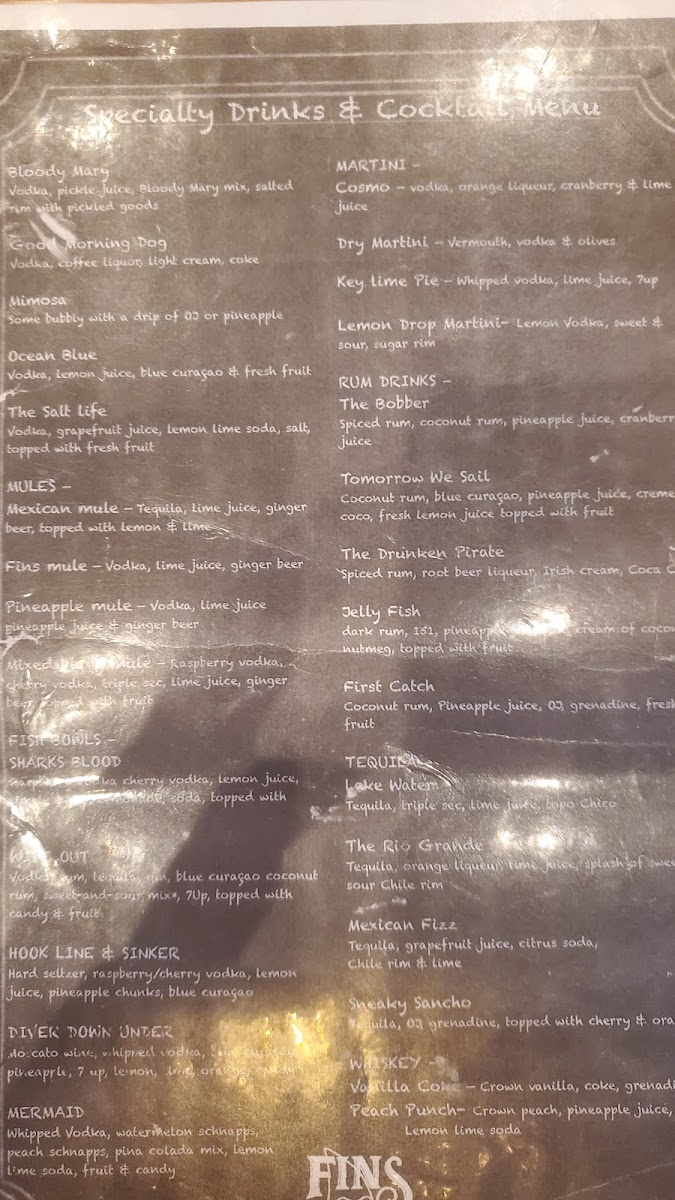 Specialty Drinks & Cocktail Menu
Bloody Mary
Vodka, pickle juice, Bloody Mary mix, salted
rim with pickled goods
Good Morning Dog
Vodka, coffee liquor, light cream, coke
Mimosa
Some bubbly with a drip of OJ or pineapple
Ocean Blue
Vodka, lemon juice, blue curaçao & fresh fruit
The Salt life
Vodka, grapefruit juice, lemon lime soda, salt,
topped with fresh fruit
MULES –
Mexican mule – Tequila, lime juice, ginger
beer, topped with lemon & lime
Fins mule – Vodka, lime juice, ginger beer
Pineapple mule – Vodka, lime juice
pineapple juice & ginger beer
mule – Raspberry vodka,
cherry vodka, triple sec, lime juice, ginger
beer, topped with fruit
FISH BOWLS –
SHARKS BLOOD
cherry vodka, lemon juice,
soda, topped with
OUT
Vodka, rum, tequila, gin, blue curaçao coconut
rum, sweet-and-sour mix*, 7Up, topped with
candy & fruit
HOOK LINE & SINKER
Hard seltzer, raspberry/cherry vodka, lemon
juice, pineapple chunks, blue curaçao
DIVER DOWN UNDER
Moscato wine, whipped vodka,
pineapple, 7 up, lemon, lime,
MERMAID
Whipped Vodka, watermelon schnapps,
peach schnapps, pina colada mix, lemon
lime soda, fruit & candy
MARTINI –
Cosmo – vodka, orange liqueur, cranberry & lime
juice
Dry Martini – Vermouth, vodka & olives
Key lime Pie – Whipped vodka, lime juice, 7up
Lemon Drop Martini– Lemon Vodka, sweet &
sour, sugar rim
RUM DRINKS –
The Bobber
Spiced rum, coconut rum, pineapple juice, cranberr
juice
Tomorrow We Sail
Coconut rum, blue curaçao, pineapple juice, creme
coco, fresh lemon juice topped with fruit
The Drunken Pirate
Spiced rum, root beer liqueur, Irish cream, Coca C
Jelly Fish
dark rum, 151, cream of coco
nutmeg, topped with fruit
First Catch
Coconut rum, Pineapple juice, OJ, grenadine, fresh
fruit
TEQUILA –
Lake Water
Tequila, triple sec, lime juice, topo Chico
The Rio Grande
Tequila, orange liqueur, lime juice, splash of swee
sour Chile rim
Mexican Fizz
Tequila, grapefruit juice, citrus soda,
Chile rim & lime
Sneaky Sancho
Tequila, OJ, grenadine, topped with cherry & ora
WHISKEY –
Vanilla Coke – Crown vanilla, coke, grenadi
Peach Punch– Crown peach, pineapple juice,
Lemon lime soda
FINS